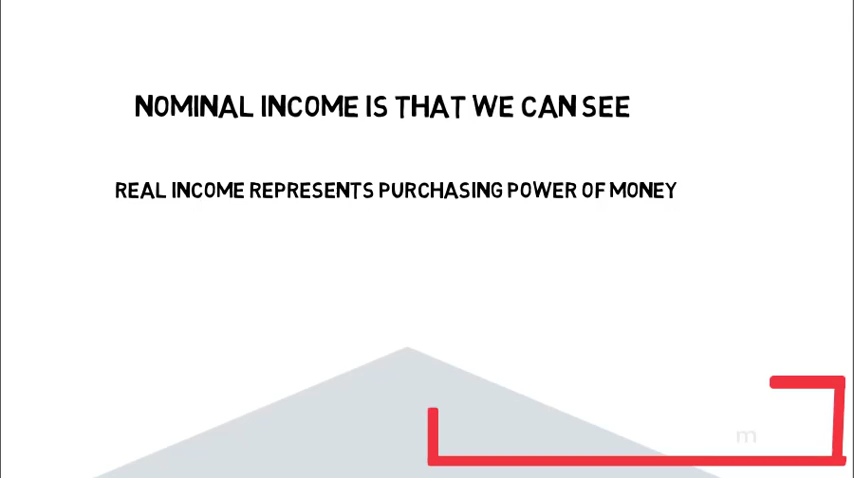 NOMINAL INCOME IS THAT WE CAN SEE
REAL INCOME REPRESENTS PURCHASING POWER OF MONEY
m